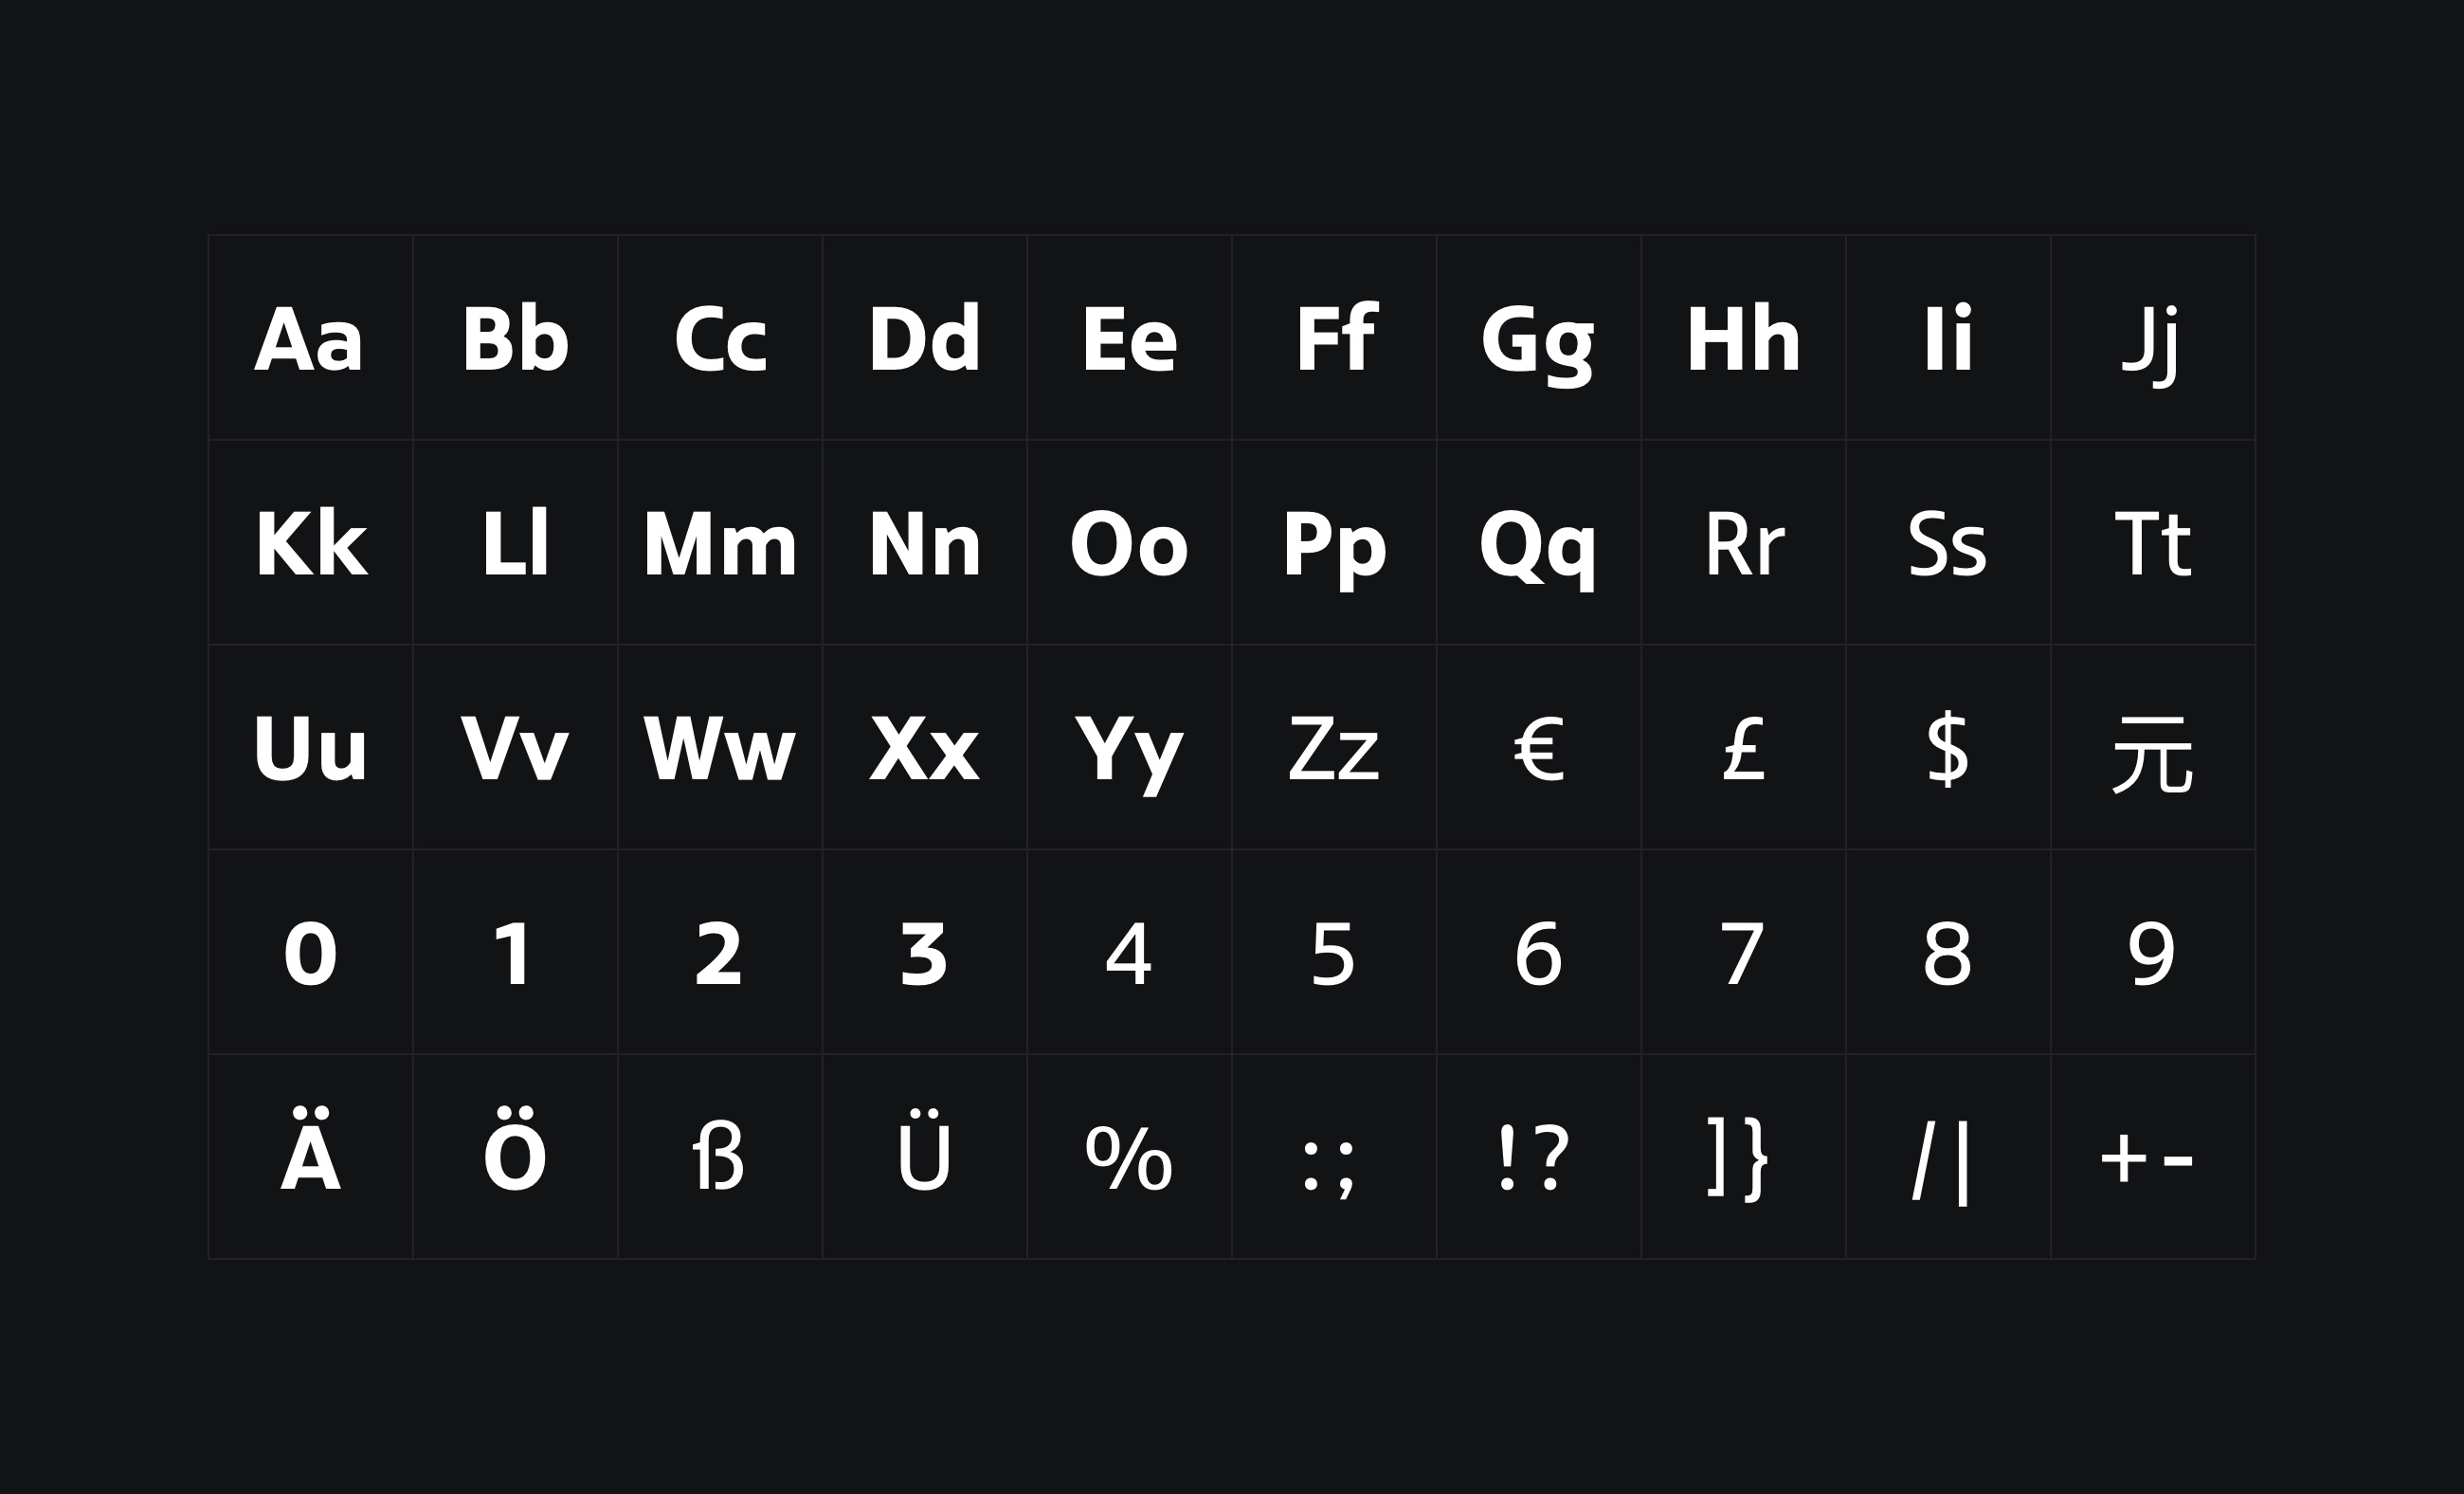 Aa Bb Cc Dd Ee Ff Gg Hh Ii Jj
Kk Ll Mm Nn Oo Pp Qq Rr Ss Tt
Uu Vv Ww Xx Yy Zz € £ $ 元
0 1 2 3 4 5 6 7 8 9
Ä Ö ß Ü % :; !? ]} /| +-